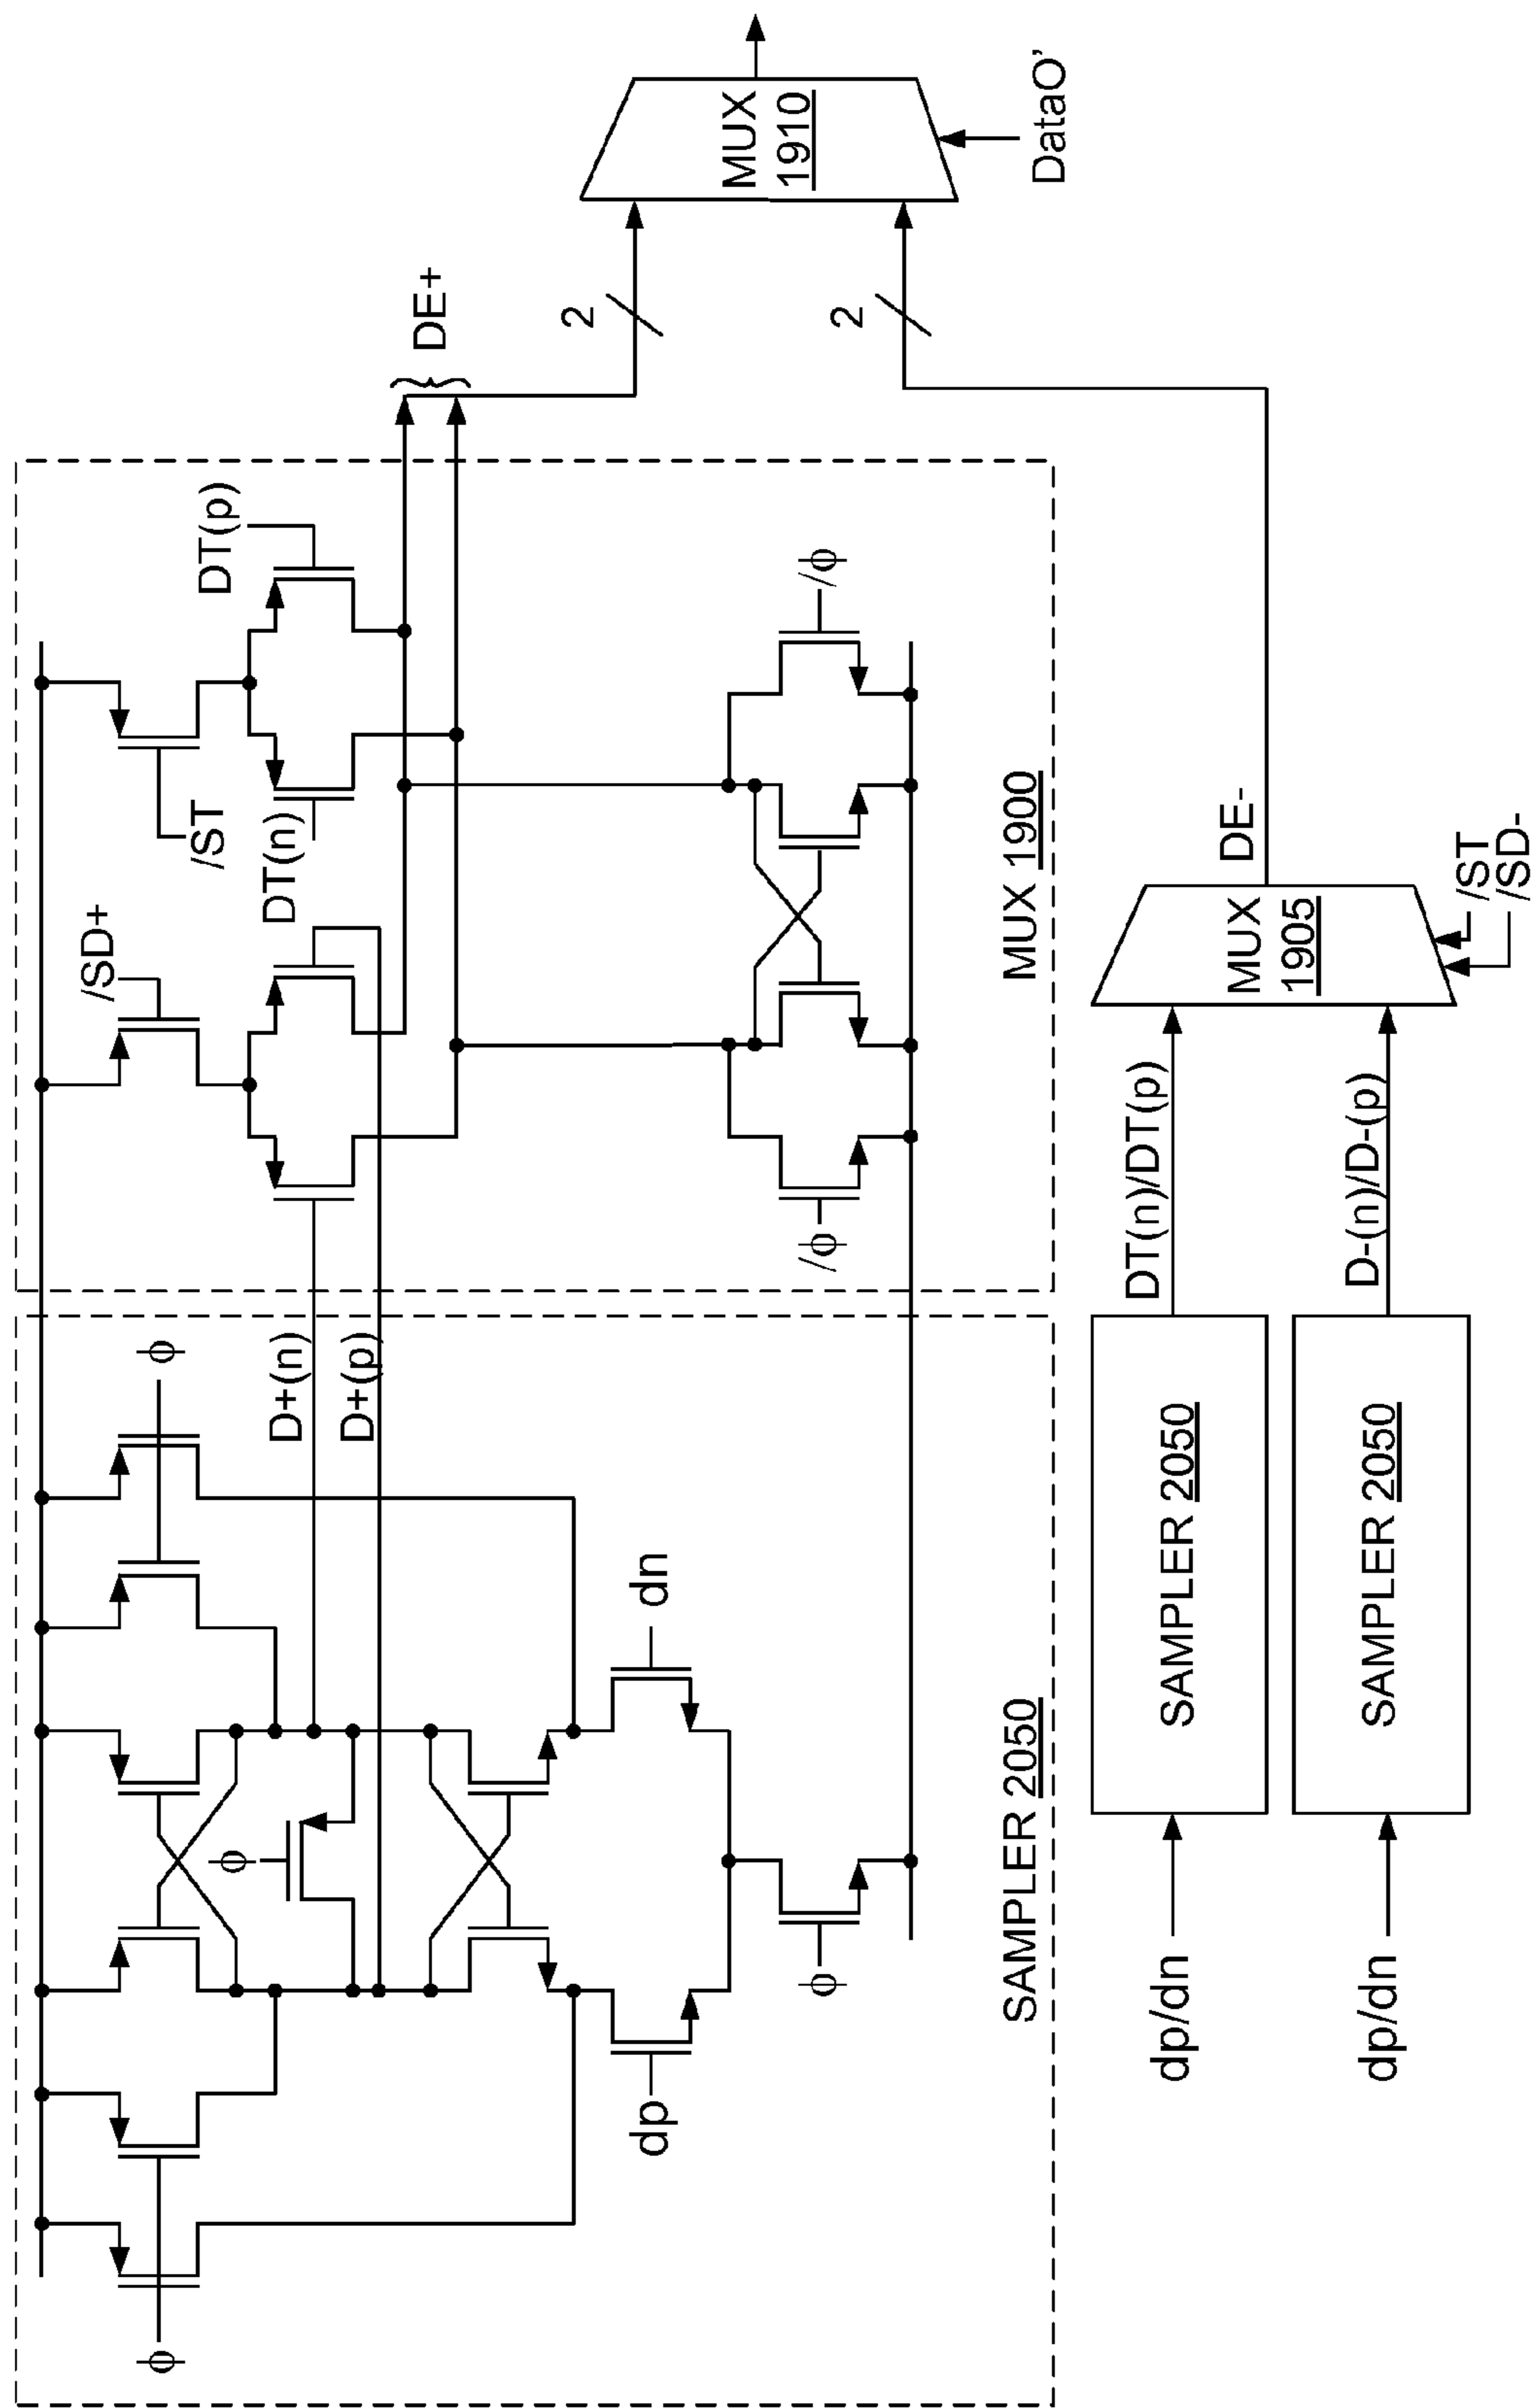 ϕ
ϕ
/SD+
/ST
DT(p)
DT(n)
D+(n)
D+(p)
ϕ
DE+
dp
dn
2
MUX
1910
2
/ϕ
/ϕ
ϕ
DataO'
SAMPLER 2050
MUX 1900
dp/dn
SAMPLER 2050
DT(n)/DT(p)
MUX
1905
DE-
dp/dn
SAMPLER 2050
D-(n)/D-(p)
/ST
/SD-